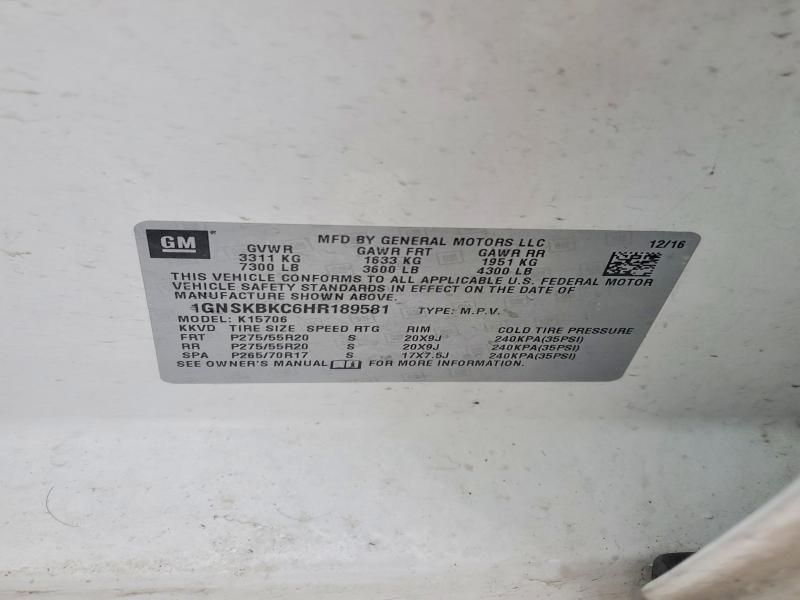 GM
MFD BY GENERAL MOTORS LLC 12/16
GVWR GAWR FRT GAWR RR
3311 KG 1633 KG 1951 KG
7300 LB 3600 LB 4300 LB
THIS VEHICLE CONFORMS TO ALL APPLICABLE U.S. FEDERAL MOTOR
VEHICLE SAFETY STANDARDS IN EFFECT ON THE DATE OF
MANUFACTURE SHOWN ABOVE.
1GNSKBKC6HR189581 TYPE: M.P.V.
MODEL: K15706
KKVD TIRE SIZE SPEED RTG RIM COLD TIRE PRESSURE
FRT P275/55R20 S 20X9J 240KPA(35PSI)
RR P275/55R20 S 20X9J 240KPA(35PSI)
SPA P265/70R17 S 17X7.5J 240KPA(35PSI)
SEE OWNER'S MANUAL FOR MORE INFORMATION.